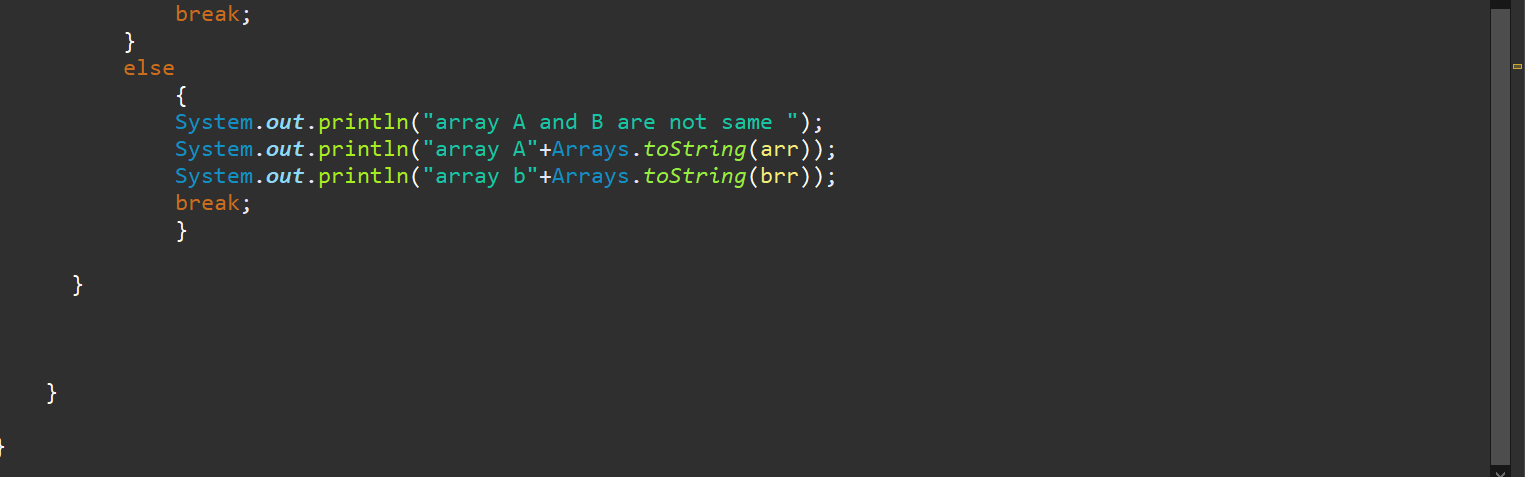 break;
}
else
{
System.out.println("array A and B are not same ");
System.out.println("array A"+Arrays.toString(arr));
System.out.println("array b"+Arrays.toString(brr));
break;
}
}
}
}